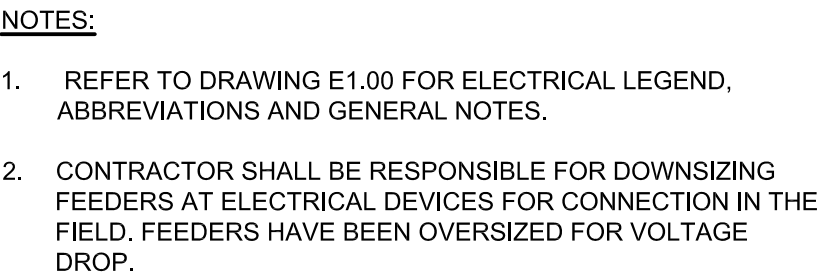 NOTES:
1. REFER TO DRAWING E1.00 FOR ELECTRICAL LEGEND,
ABBREVIATIONS AND GENERAL NOTES.
2. CONTRACTOR SHALL BE RESPONSIBLE FOR DOWNSIZING
FEEDERS AT ELECTRICAL DEVICES FOR CONNECTION IN THE
FIELD. FEEDERS HAVE BEEN OVERSIZED FOR VOLTAGE
DROP.